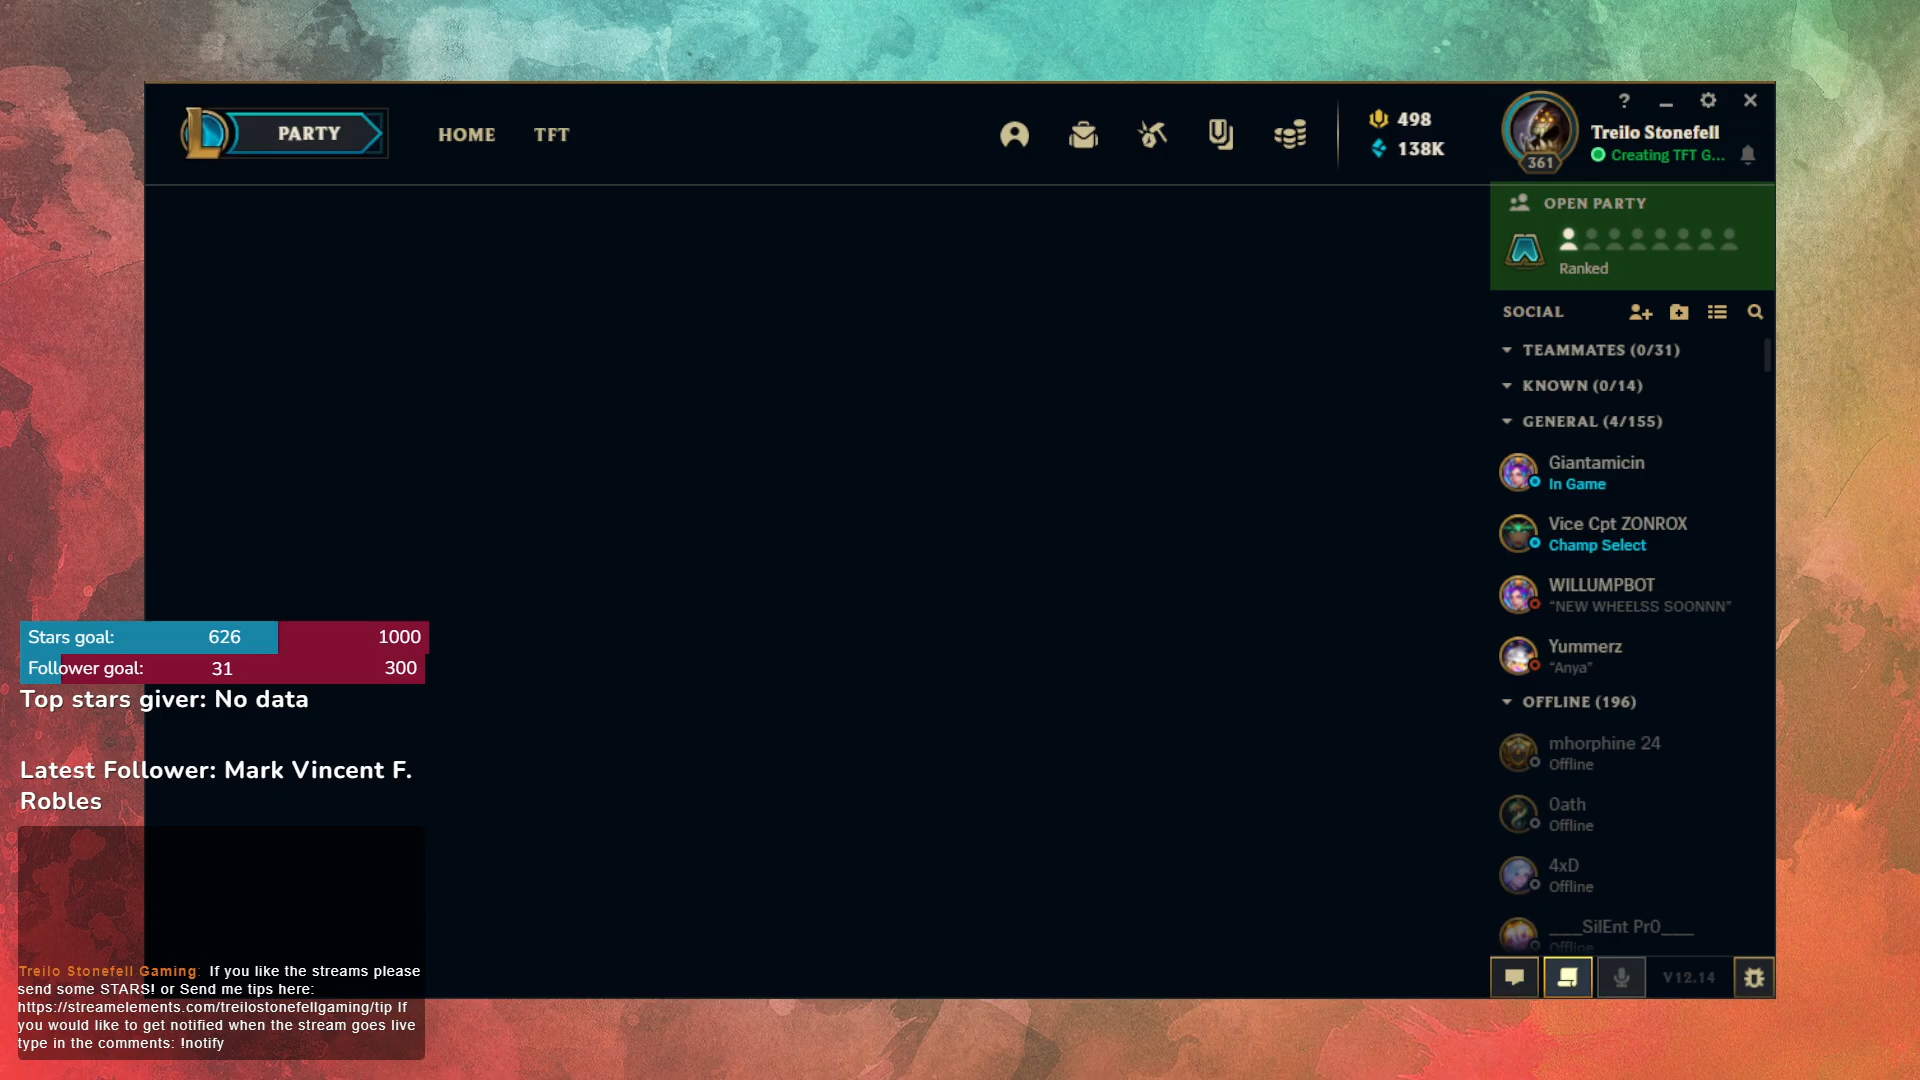 PARTY
HOME
TFT
498
138K
361
?
Treilo Stonefell
Creating TFT G...
OPEN PARTY
Ranked
SOCIAL
TEAMMATES (0/31)
KNOWN (0/14)
GENERAL (4/155)
Giantamicin
In Game
Vice Cpt ZONROX
Champ Select
WILLUMPBOT
“NEW WHEELSS SOONNN”
Yummerz
“Anya”
OFFLINE (196)
mhorphine 24
Offline
Oath
Offline
4xD
Offline
____SilEnt Pr0____
Offline
V12.14
Stars goal: 626 1000
Follower goal: 31 300
Top stars giver: No data
Latest Follower: Mark Vincent F.
Robles
Treilo Stonefell Gaming: If you like the streams please
send some STARS! or Send me tips here:
https://streamelements.com/treilostonefellgaming/tip If
you would like to get notified when the stream goes live
type in the comments: !notify